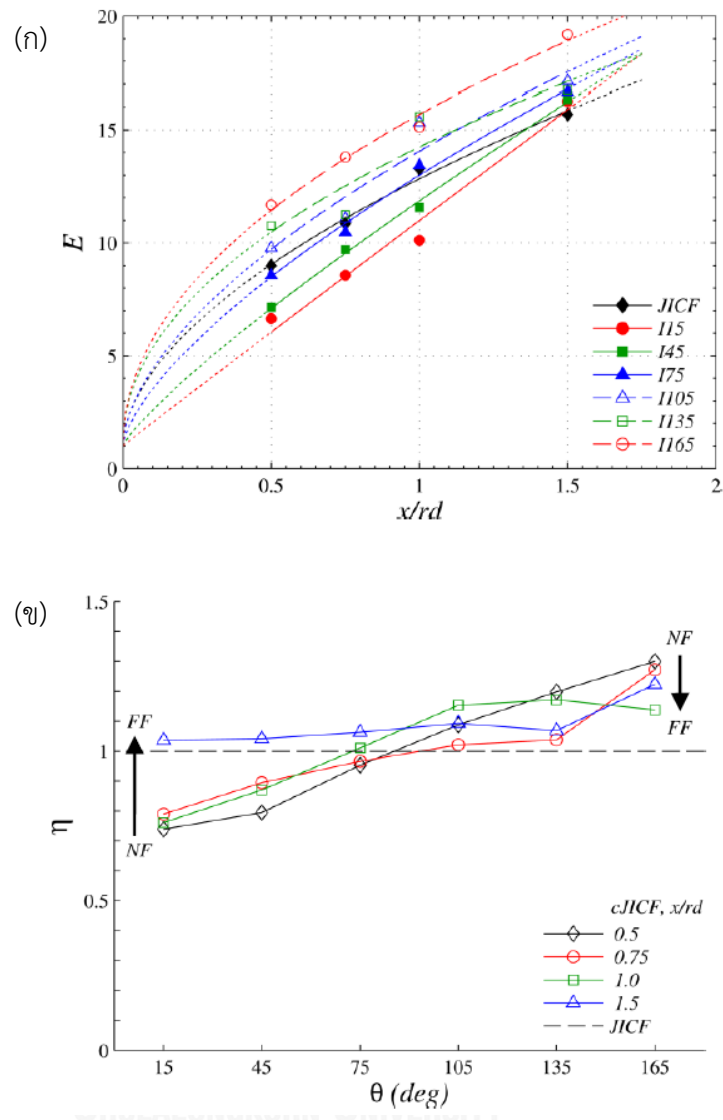 (ก)
20
15
10
5
0
E
0
0.5
1
1.5
2
x/rd
JICF
I15
I45
I75
I105
I135
I165
(ข)
1.5
1
0.5
0
η
FF
NF
NF
FF
cJICF, x/rd
0.5
0.75
1.0
1.5
JICF
15
45
75
105
135
165
θ (deg)